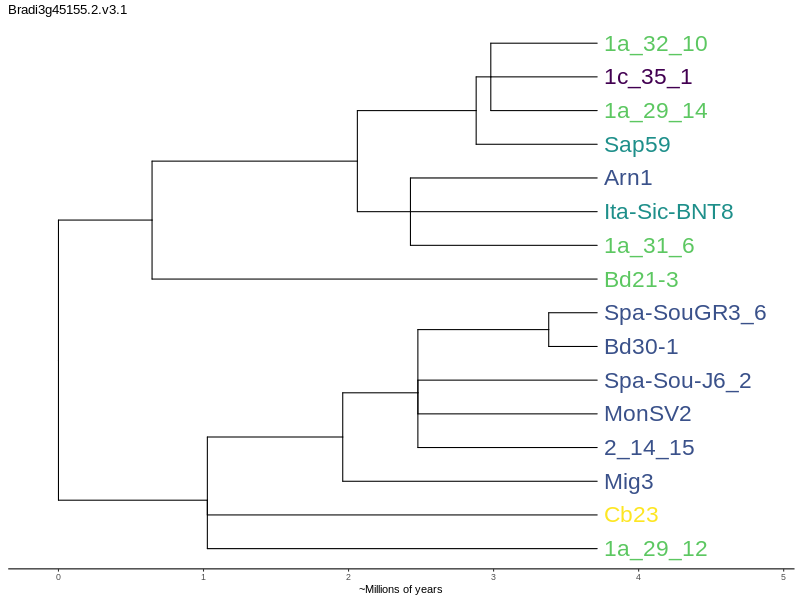 Bradi3g45155.2.v3.1
1a_32_10
1c_35_1
1a_29_14
Sap59
Arn1
Ita-Sic-BNT8
1a_31_6
Bd21-3
Spa-SouGR3_6
Bd30-1
Spa-Sou-J6_2
MonSV2
2_14_15
Mig3
Cb23
1a_29_12
0 1 2 3 4 5
~Millions of years